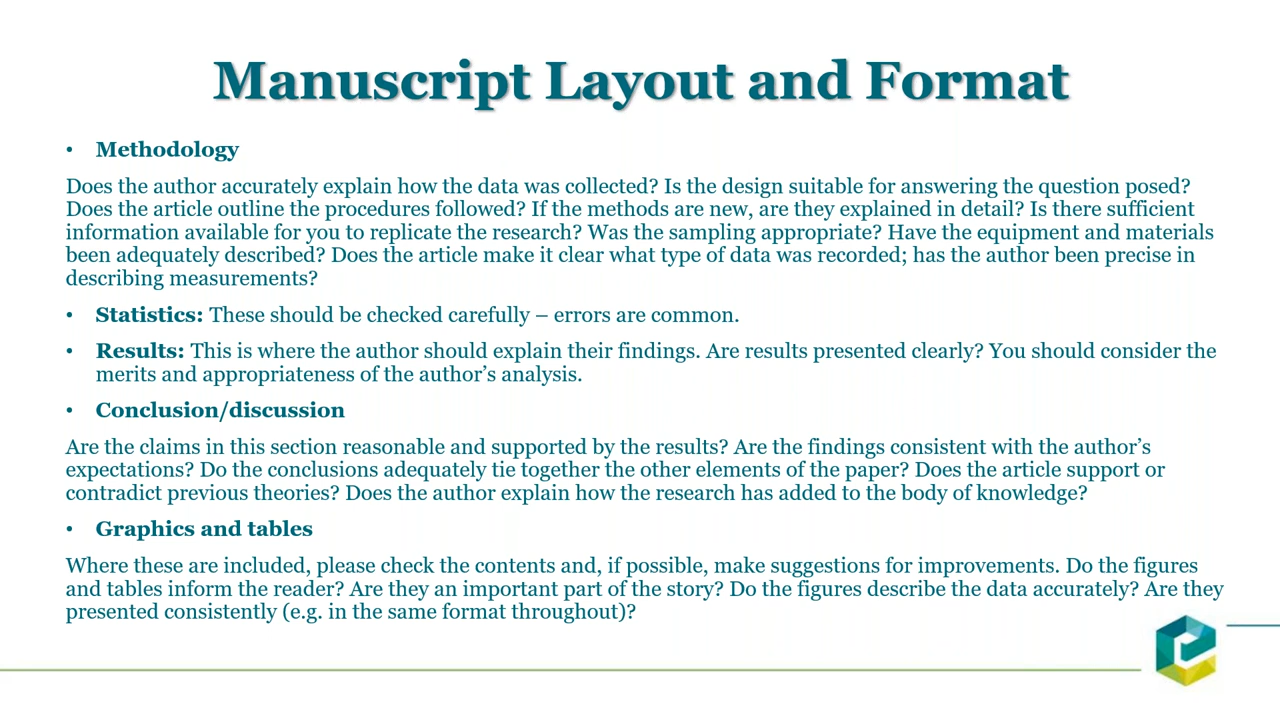 Manuscript Layout and Format
• Methodology
Does the author accurately explain how the data was collected? Is the design suitable for answering the question posed?
Does the article outline the procedures followed? If the methods are new, are they explained in detail? Is there sufficient
information available for you to replicate the research? Was the sampling appropriate? Have the equipment and materials
been adequately described? Does the article make it clear what type of data was recorded; has the author been precise in
describing measurements?
• Statistics: These should be checked carefully – errors are common.
• Results: This is where the author should explain their findings. Are results presented clearly? You should consider the
merits and appropriateness of the author’s analysis.
• Conclusion/discussion
Are the claims in this section reasonable and supported by the results? Are the findings consistent with the author’s
expectations? Do the conclusions adequately tie together the other elements of the paper? Does the article support or
contradict previous theories? Does the author explain how the research has added to the body of knowledge?
• Graphics and tables
Where these are included, please check the contents and, if possible, make suggestions for improvements. Do the figures
and tables inform the reader? Are they an important part of the story? Do the figures describe the data accurately? Are they
presented consistently (e.g. in the same format throughout)?